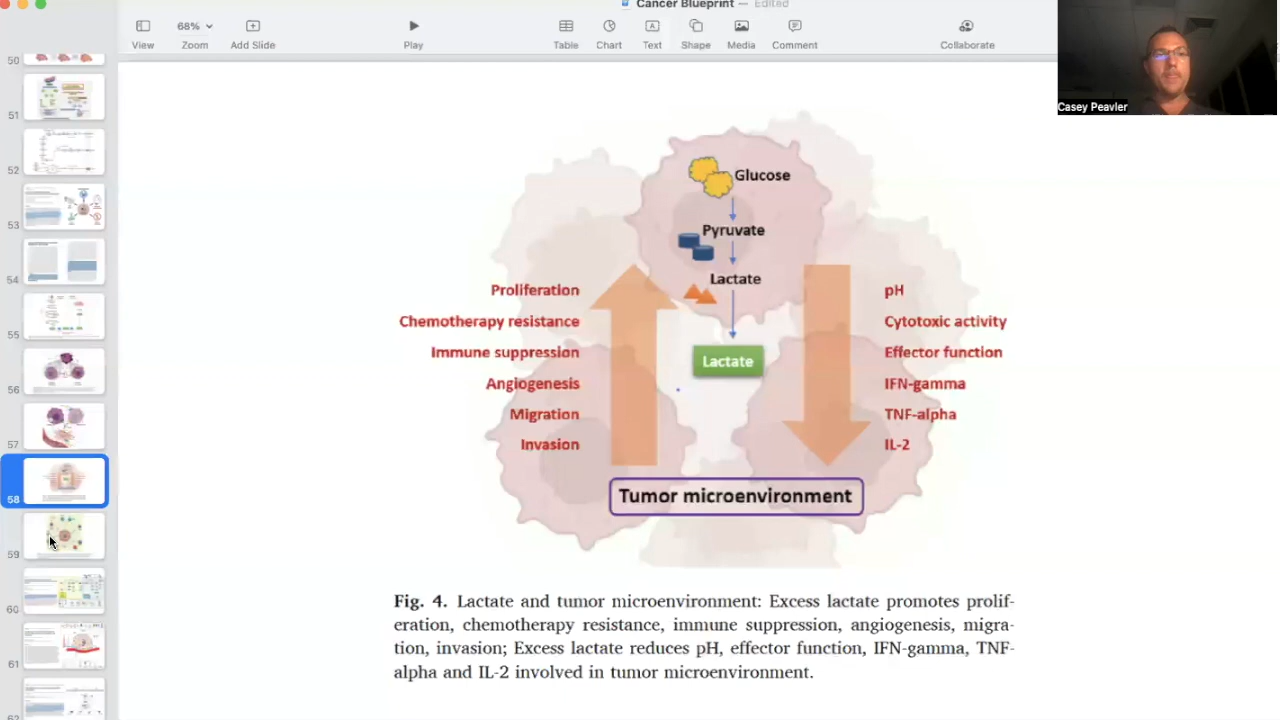 Cancer Blueprint — Edited
68%
View
Zoom
Add Slide
Play
Table
Chart
Text
Shape
Media
Comment
Collaborate
Casey Peavler
50
51
52
53
54
55
56
57
58
59
60
61
Glucose
Pyruvate
Lactate
Lactate
Proliferation
Chemotherapy resistance
Immune suppression
Angiogenesis
Migration
Invasion
pH
Cytotoxic activity
Effector function
IFN-gamma
TNF-alpha
IL-2
Tumor microenvironment
Fig. 4. Lactate and tumor microenvironment: Excess lactate promotes prolif-
eration, chemotherapy resistance, immune suppression, angiogenesis, migra-
tion, invasion; Excess lactate reduces pH, effector function, IFN-gamma, TNF-
alpha and IL-2 involved in tumor microenvironment.